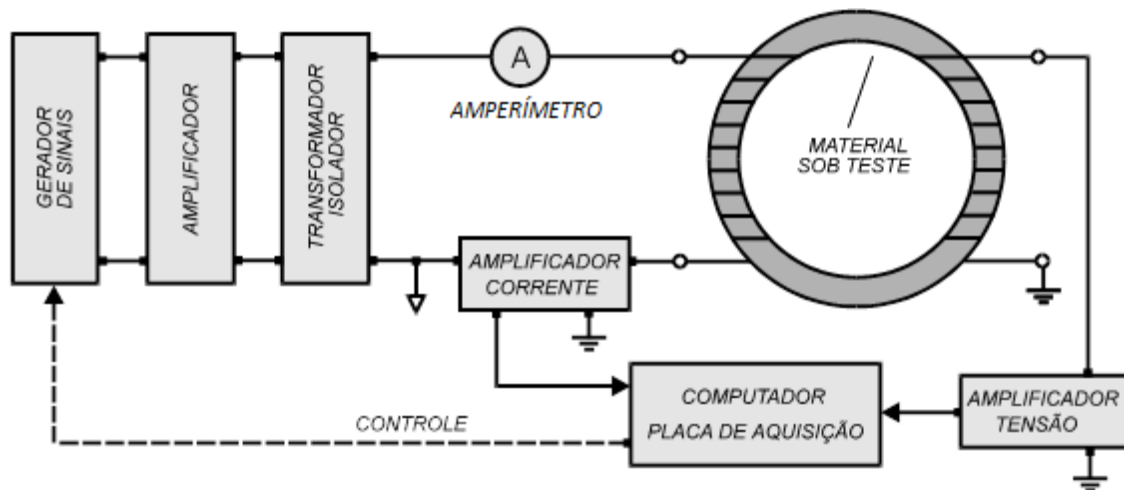 GERADOR
DE SINAIS
AMPLIFICADOR
TRANSFORMADOR
ISOLADOR
A
AMPERÍMETRO
MATERIAL
SOB TESTE
AMPLIFICADOR
CORRENTE
COMPUTADOR
PLACA DE AQUISIÇÃO
AMPLIFICADOR
TENSÃO
CONTROLE